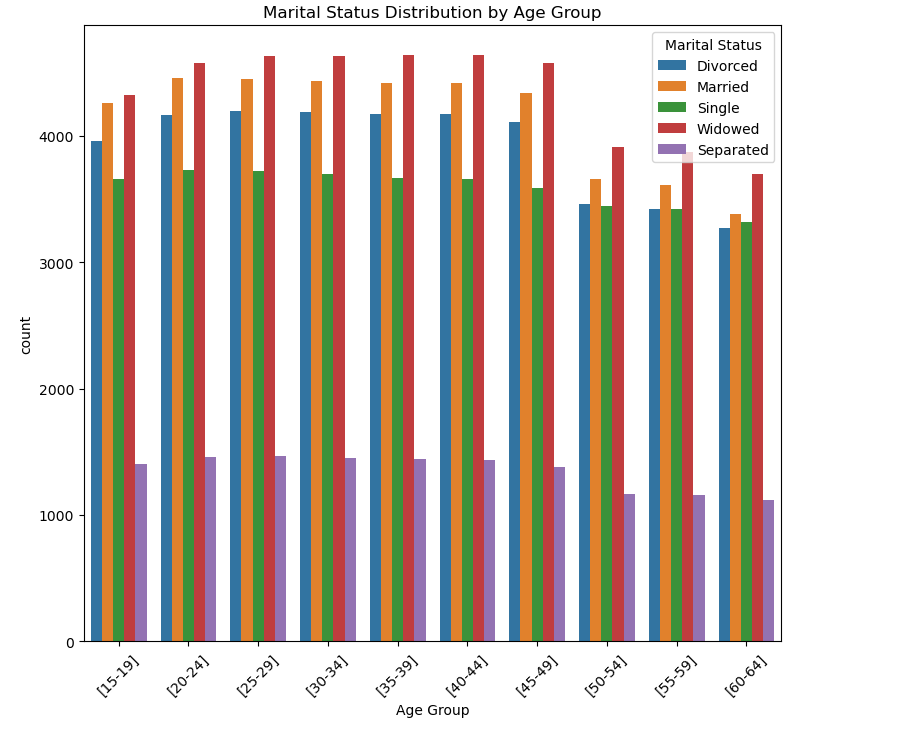 Marital Status Distribution by Age Group
Marital Status
Divorced
Married
Single
Widowed
Separated
count
4000
3000
2000
1000
0
[15-19]
[20-24]
[25-29]
[30-34]
[35-39]
[40-44]
[45-49]
[50-54]
[55-59]
[60-64]
Age Group